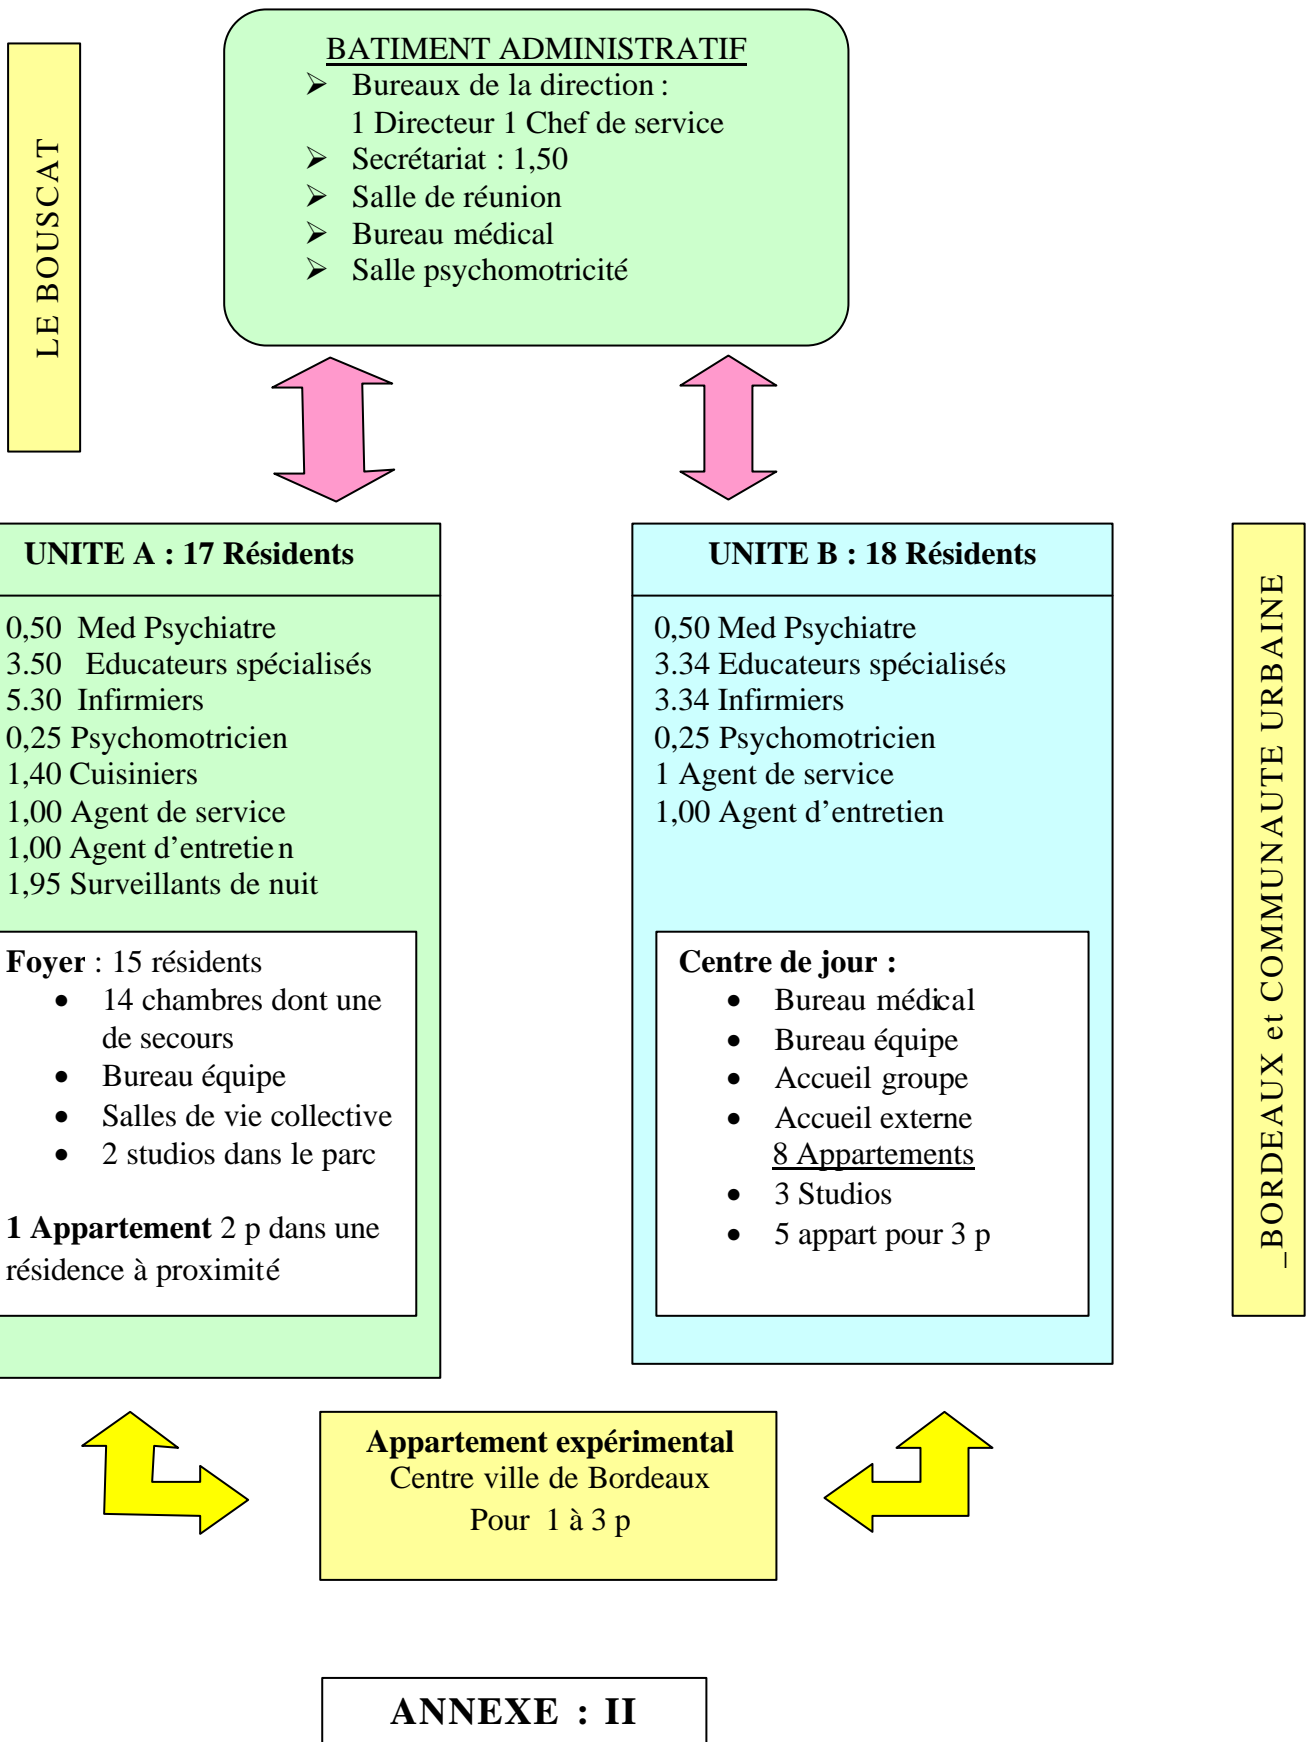 LE BOUSCAT
BATIMENT ADMINISTRATIF
➢ Bureaux de la direction :
1 Directeur 1 Chef de service
➢ Secrétariat : 1,50
➢ Salle de réunion
➢ Bureau médical
➢ Salle psychomotricité
UNITE A : 17 Résidents
0,50 Med Psychiatre
3.50 Educateurs spécialisés
5.30 Infirmiers
0,25 Psychomotricien
1,40 Cuisiniers
1,00 Agent de service
1,00 Agent d’entretien
1,95 Surveillants de nuit
Foyer : 15 résidents
• 14 chambres dont une
de secours
• Bureau équipe
• Salles de vie collective
• 2 studios dans le parc
1 Appartement 2 p dans une
résidence à proximité
UNITE B : 18 Résidents
0,50 Med Psychiatre
3.34 Educateurs spécialisés
3.34 Infirmiers
0,25 Psychomotricien
1 Agent de service
1,00 Agent d’entretien
Centre de jour :
• Bureau médical
• Bureau équipe
• Accueil groupe
• Accueil externe
8 Appartements
• 3 Studios
• 5 appart pour 3 p
_BORDEAUX et COMMUNAUTE URBAINE
Appartement expérimental
Centre ville de Bordeaux
Pour 1 à 3 p
ANNEXE : II